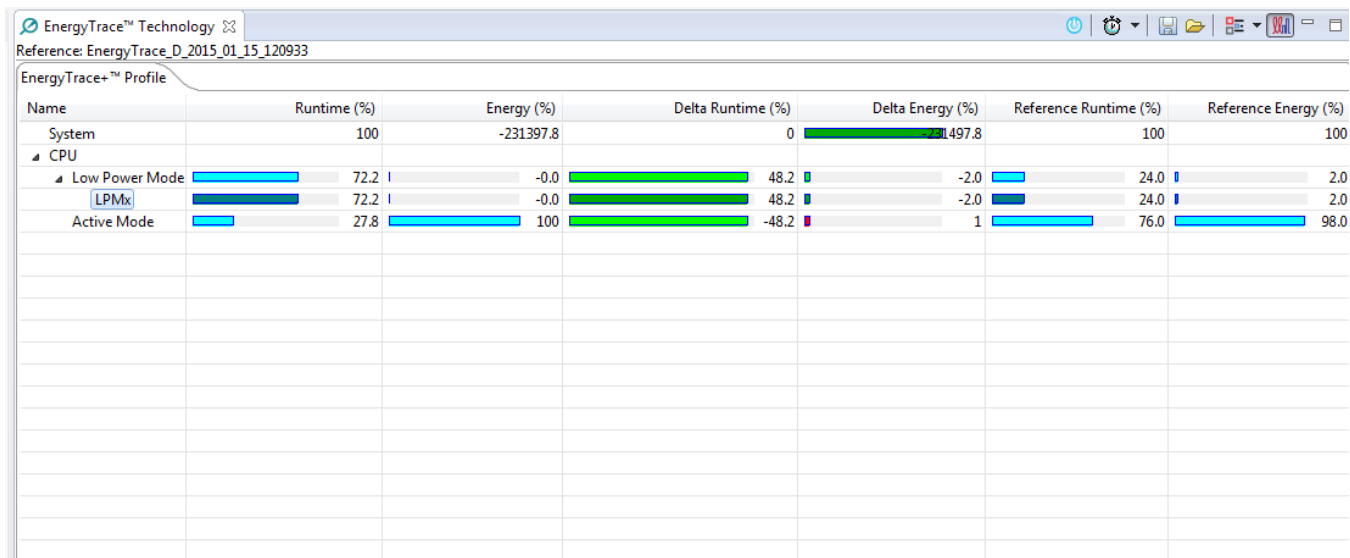 EnergyTrace™ Technology
Reference: EnergyTrace_D_2015_01_15_120933
EnergyTrace+™ Profile
Name Runtime (%) Energy (%) Delta Runtime (%) Delta Energy (%) Reference Runtime (%) Reference Energy (%)
System 100 -231397.8 0 -231497.8 100 100
CPU
Low Power Mode 72.2 -0.0 48.2 -2.0 24.0 2.0
LPMx 72.2 -0.0 48.2 -2.0 24.0 2.0
Active Mode 27.8 100 -48.2 1 76.0 98.0